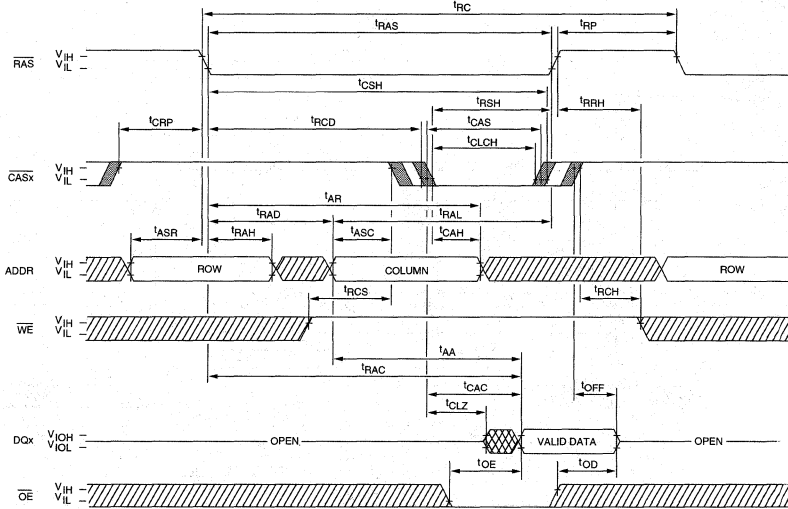 tRC
tRAS
tRP
RAS
VIH
VIL
tCSH
tRSH
tRRH
tCRP
tRCD
tCAS
tCLCH
CASx
VIH
VIL
tAR
tRAD
tRAL
tASR
tRAH
tASC
tCAH
ADDR
VIH
VIL
ROW
COLUMN
ROW
tRCS
tRCH
WE
VIH
VIL
tAA
tRAC
tCAC
tOFF
tCLZ
DQx
VIOH
VIOL
OPEN
VALID DATA
OPEN
tOE
tOD
OE
VIH
VIL